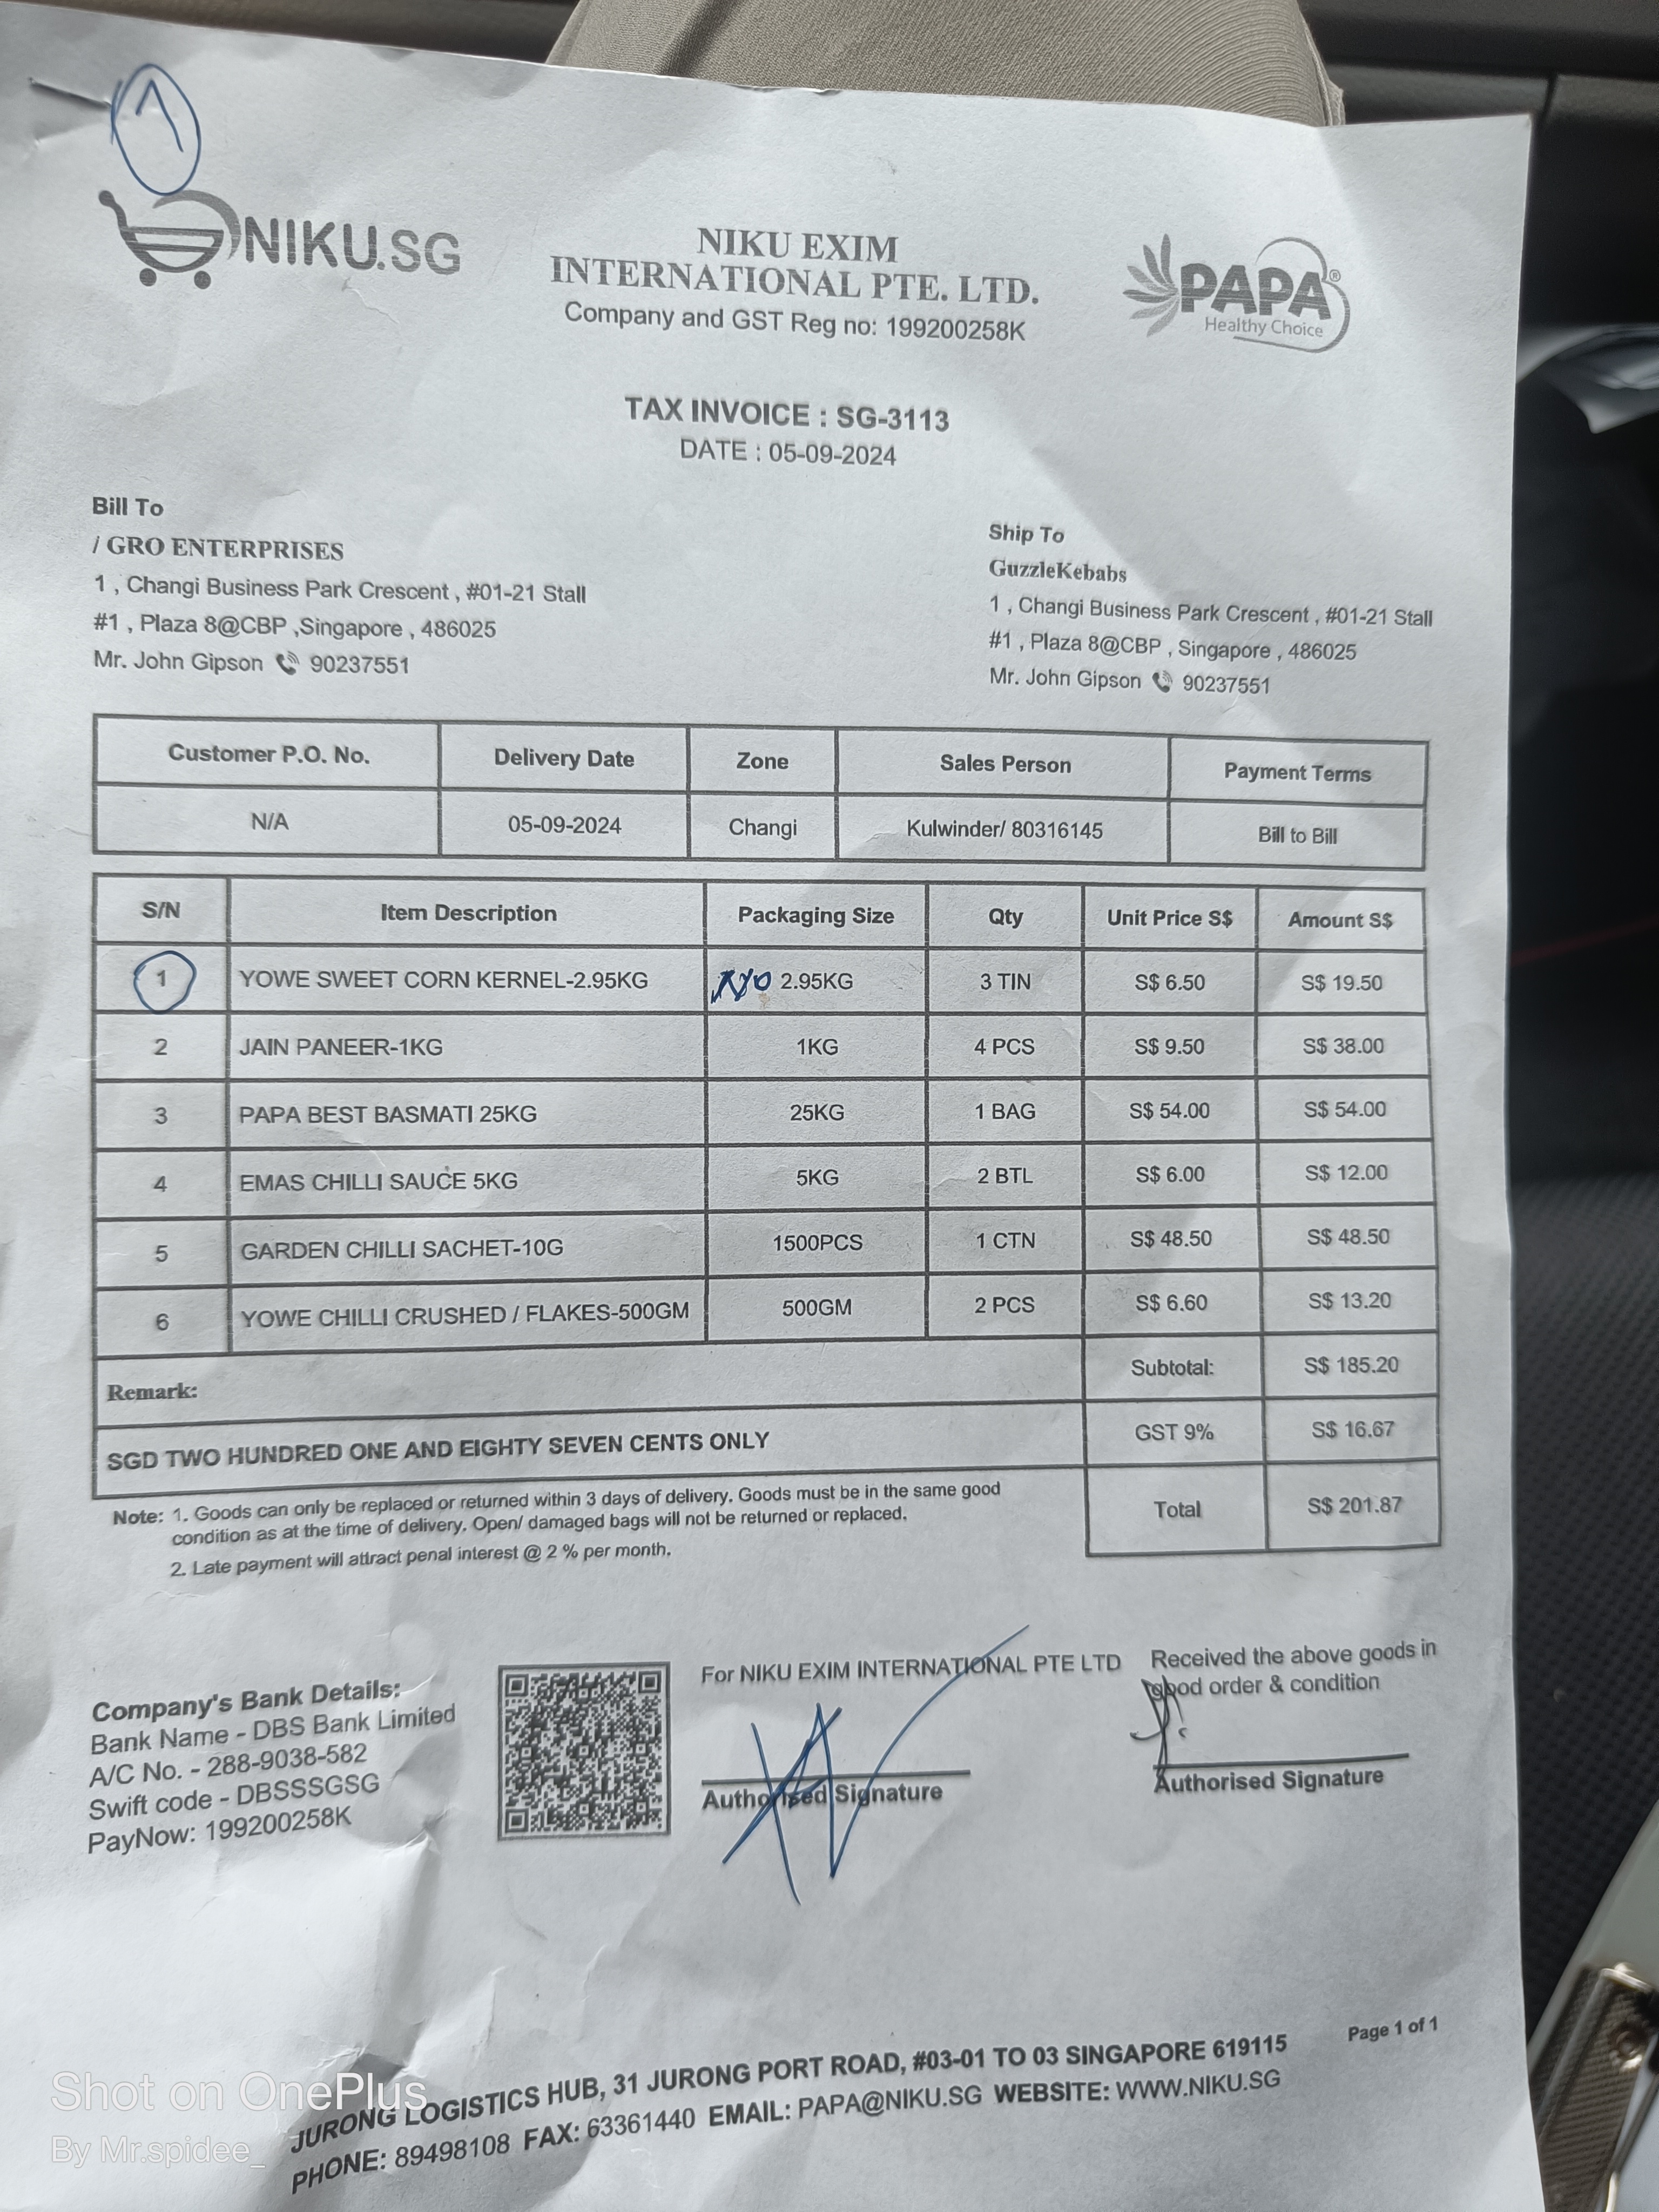 1
NIKU.SG
NIKU EXIM
INTERNATIONAL PTE. LTD.
Company and GST Reg no: 199200258K
PAPA®
Healthy Choice
TAX INVOICE : SG-3113
DATE : 05-09-2024
Bill To
/ GRO ENTERPRISES
1 , Changi Business Park Crescent , #01-21 Stall
#1 , Plaza 8@CBP ,Singapore , 486025
Mr. John Gipson 90237551
Ship To
GuzzleKebabs
1 , Changi Business Park Crescent , #01-21 Stall
#1 , Plaza 8@CBP , Singapore , 486025
Mr. John Gipson 90237551
Customer P.O. No. Delivery Date Zone Sales Person Payment Terms
N/A 05-09-2024 Changi Kulwinder/ 80316145 Bill to Bill
S/N Item Description Packaging Size Qty Unit Price S$ Amount S$
1 YOWE SWEET CORN KERNEL-2.95KG 2.95KG 3 TIN S$ 6.50 S$ 19.50
2 JAIN PANEER-1KG 1KG 4 PCS S$ 9.50 S$ 38.00
3 PAPA BEST BASMATI 25KG 25KG 1 BAG S$ 54.00 S$ 54.00
4 EMAS CHILLI SAUCE 5KG 5KG 2 BTL S$ 6.00 S$ 12.00
5 GARDEN CHILLI SACHET-10G 1500PCS 1 CTN S$ 48.50 S$ 48.50
6 YOWE CHILLI CRUSHED / FLAKES-500GM 500GM 2 PCS S$ 6.60 S$ 13.20
Remark: Subtotal: S$ 185.20
SGD TWO HUNDRED ONE AND EIGHTY SEVEN CENTS ONLY GST 9% S$ 16.67
Total S$ 201.87
Note: 1. Goods can only be replaced or returned within 3 days of delivery. Goods must be in the same good
condition as at the time of delivery. Open/ damaged bags will not be returned or replaced.
2. Late payment will attract penal interest @ 2 % per month.
Company's Bank Details:
Bank Name - DBS Bank Limited
A/C No. - 288-9038-582
Swift code - DBSSSGSG
PayNow: 199200258K
For NIKU EXIM INTERNATIONAL PTE LTD
Authorised Signature
Received the above goods in
good order & condition
Authorised Signature
Page 1 of 1
JURONG LOGISTICS HUB, 31 JURONG PORT ROAD, #03-01 TO 03 SINGAPORE 619115
PHONE: 89498108 FAX: 63361440 EMAIL: PAPA@NIKU.SG WEBSITE: WWW.NIKU.SG
Shot on OnePlus
By Mr.spidee_